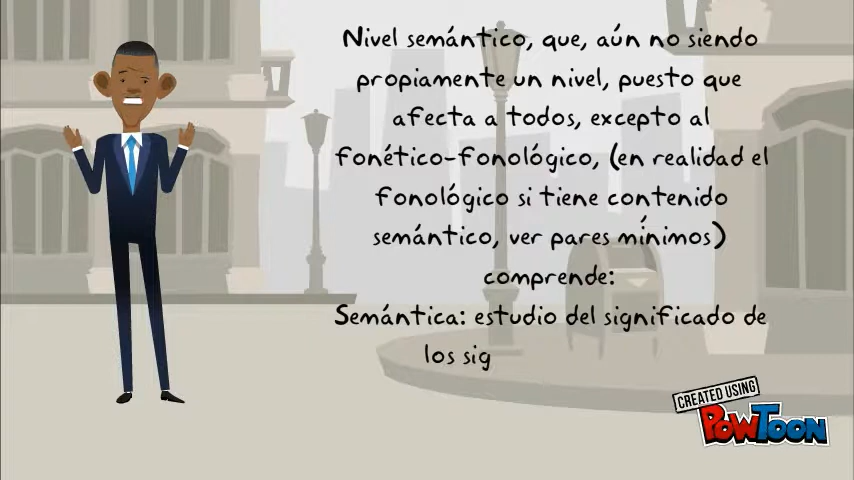 Nivel semántico, que, aún no siendo
propiamente un nivel, puesto que
afecta a todos, excepto al
fonético-fonológico, (en realidad el
fonológico si tiene contenido
semántico, ver pares mínimos)
comprende:
Semántica: estudio del significado de
los sig
CREATED USING
POWTOON